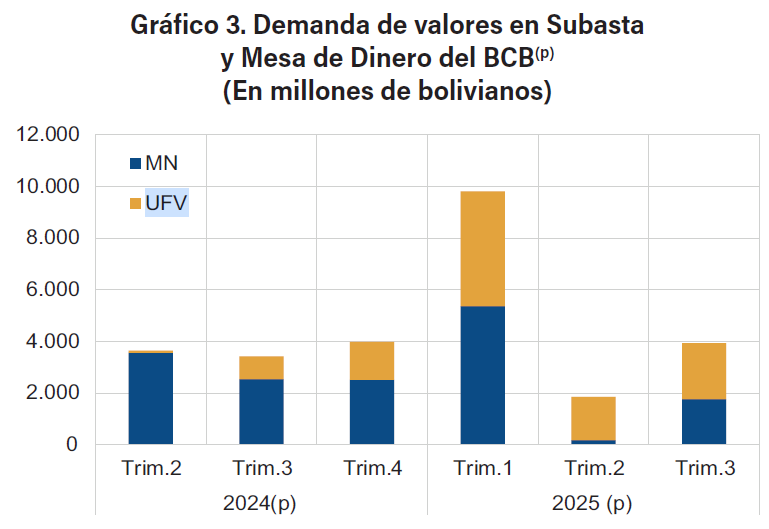 Gráfico 3. Demanda de valores en Subasta
y Mesa de Dinero del BCB(p)
(En millones de bolivianos)
12.000
MN
10.000
UFV
8.000
6.000
4.000
2.000
0
Trim.2 Trim.3 Trim.4 Trim.1 Trim.2 Trim.3
2024(p) 2025 (p)